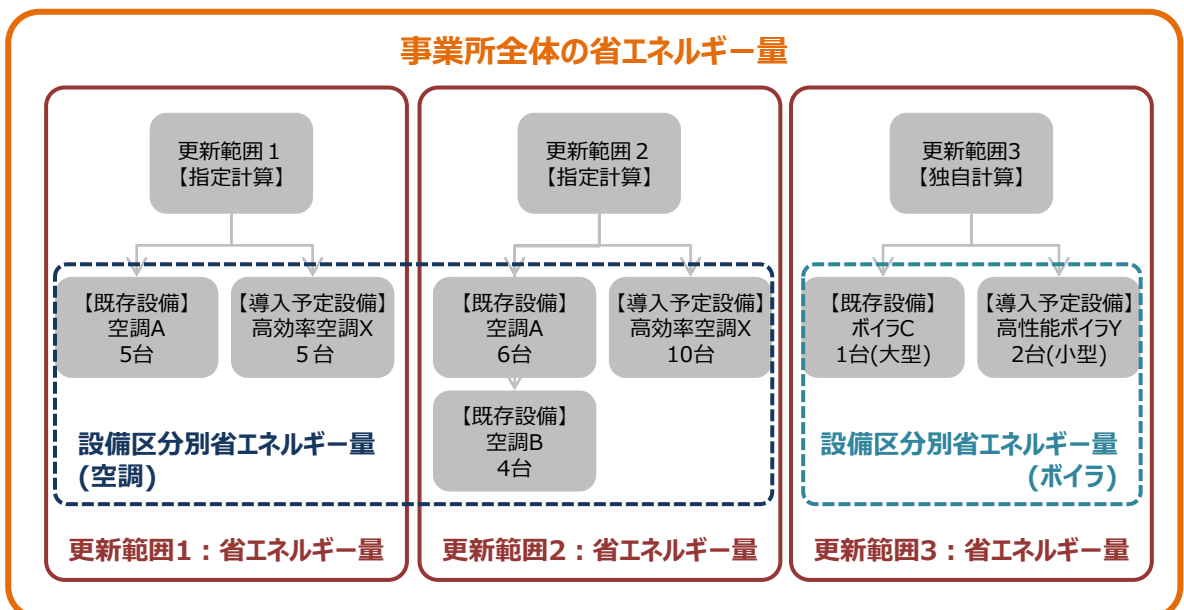 事業所全体の省エネルギー量
更新範囲１
【指定計算】
【既存設備】
空調A
5台
【導入予定設備】
高効率空調X
５台
更新範囲２
【指定計算】
【既存設備】
空調A
6台
【導入予定設備】
高効率空調X
10台
【既存設備】
空調B
4台
設備区分別省エネルギー量
(空調)
更新範囲3
【独自計算】
【既存設備】
ボイラC
1台(大型)
【導入予定設備】
高性能ボイラY
2台(小型)
設備区分別省エネルギー量
(ボイラ)
更新範囲1：省エネルギー量
更新範囲2：省エネルギー量
更新範囲3：省エネルギー量